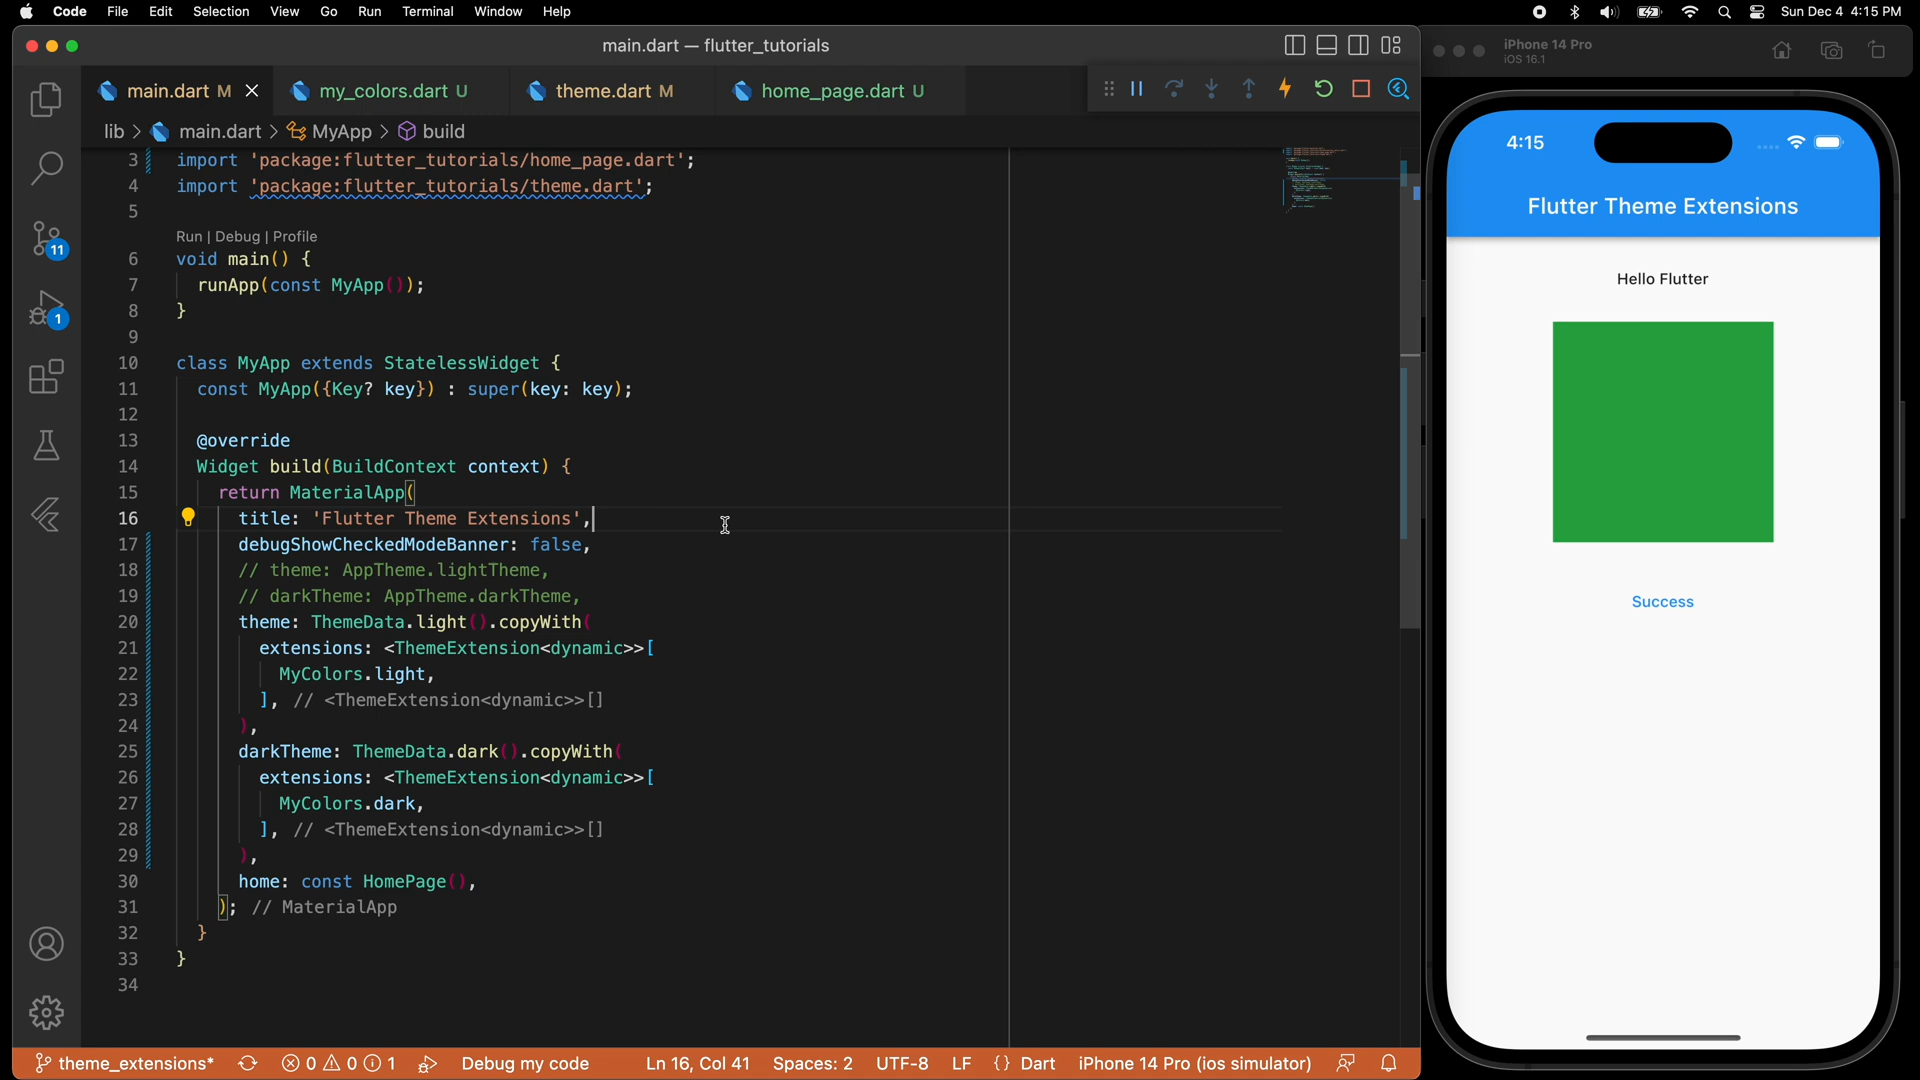 Code File Edit Selection View Go Run Terminal Window Help
Sun Dec 4 4:15 PM
main.dart — flutter_tutorials
main.dart M
my_colors.dart U
theme.dart M
home_page.dart U
lib > main.dart > MyApp > build
3 import 'package:flutter_tutorials/home_page.dart';
4 import 'package:flutter_tutorials/theme.dart';
5
Run | Debug | Profile
6 void main() {
7 runApp(const MyApp());
8 }
9
10 class MyApp extends StatelessWidget {
11 const MyApp({Key? key}) : super(key: key);
12
13 @override
14 Widget build(BuildContext context) {
15 return MaterialApp(
16 title: 'Flutter Theme Extensions',
17 debugShowCheckedModeBanner: false,
18 // theme: AppTheme.lightTheme,
19 // darkTheme: AppTheme.darkTheme,
20 theme: ThemeData.light().copyWith(
21 extensions: <ThemeExtension<dynamic>>[
22 MyColors.light,
23 ], // <ThemeExtension<dynamic>>[]
24 ),
25 darkTheme: ThemeData.dark().copyWith(
26 extensions: <ThemeExtension<dynamic>>[
27 MyColors.dark,
28 ], // <ThemeExtension<dynamic>>[]
29 ),
30 home: const HomePage(),
31 ); // MaterialApp
32 }
33 }
34
11
1
theme_extensions* 0 0 1 Debug my code Ln 16, Col 41 Spaces: 2 UTF-8 LF {} Dart iPhone 14 Pro (ios simulator)
iPhone 14 Pro
iOS 16.1
4:15
Flutter Theme Extensions
Hello Flutter
Success